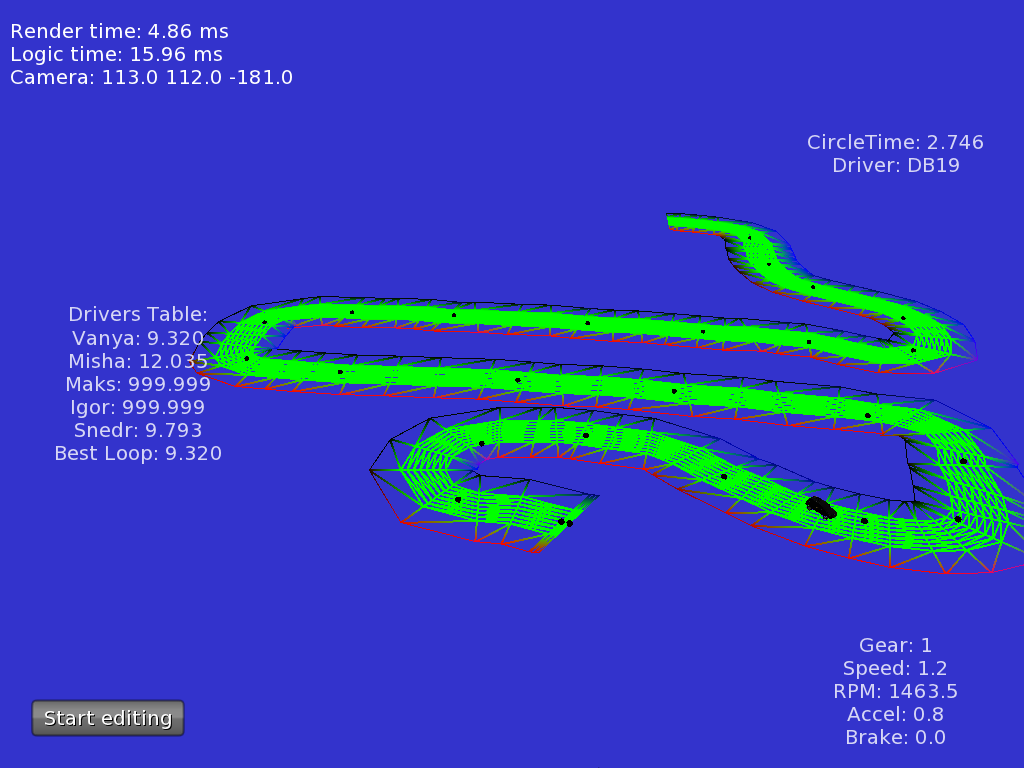 Render time: 4.86 ms
Logic time: 15.96 ms
Camera: 113.0 112.0 -181.0
CircleTime: 2.746
Driver: DB19
Drivers Table:
Vanya: 9.320
Misha: 12.035
Maks: 999.999
Igor: 999.999
Snedr: 9.793
Best Loop: 9.320
Gear: 1
Speed: 1.2
RPM: 1463.5
Accel: 0.8
Brake: 0.0
Start editing